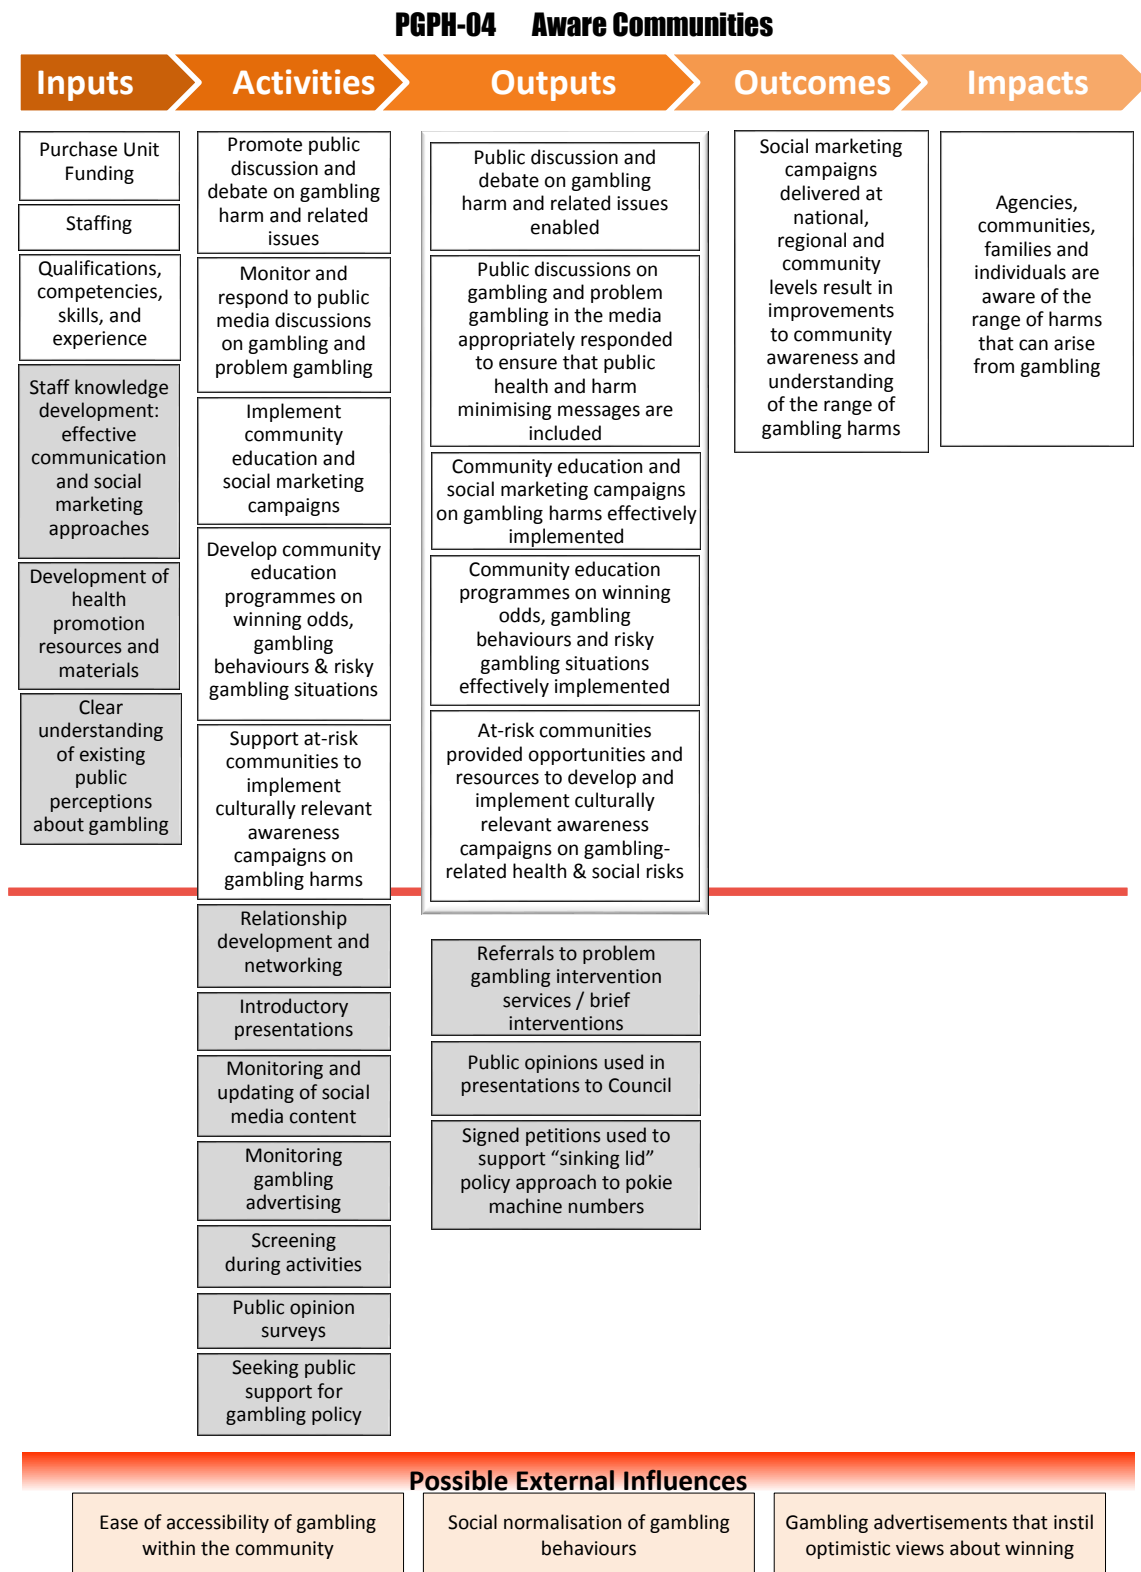 PGPH-04 Aware Communities
Inputs
Activities
Outputs
Outcomes
Impacts
Purchase Unit
Funding
Staffing
Qualifications,
competencies,
skills, and
experience
Staff knowledge
development:
effective
communication
and social
marketing
approaches
Development of
health
promotion
resources and
materials
Clear
understanding
of existing
public
perceptions
about gambling
Promote public
discussion and
debate on gambling
harm and related
issues
Monitor and
respond to public
media discussions
on gambling and
problem gambling
Implement
community
education and
social marketing
campaigns
Develop community
education
programmes on
winning odds,
gambling
behaviours & risky
gambling situations
Support at-risk
communities to
implement
culturally relevant
awareness
campaigns on
gambling harms
Relationship
development and
networking
Introductory
presentations
Monitoring and
updating of social
media content
Monitoring
gambling
advertising
Screening
during activities
Public opinion
surveys
Seeking public
support for
gambling policy
Public discussion and
debate on gambling
harm and related issues
enabled
Public discussions on
gambling and problem
gambling in the media
appropriately responded
to ensure that public
health and harm
minimising messages are
included
Community education and
social marketing campaigns
on gambling harms effectively
implemented
Community education
programmes on winning
odds, gambling
behaviours and risky
gambling situations
effectively implemented
At-risk communities
provided opportunities and
resources to develop and
implement culturally
relevant awareness
campaigns on gambling-
related health & social risks
Referrals to problem
gambling intervention
services / brief
interventions
Public opinions used in
presentations to Council
Signed petitions used to
support “sinking lid”
policy approach to pokie
machine numbers
Social marketing
campaigns
delivered at
national,
regional and
community
levels result in
improvements
to community
awareness and
understanding
of the range of
gambling harms
Agencies,
communities,
families and
individuals are
aware of the
range of harms
that can arise
from gambling
Possible External Influences
Ease of accessibility of gambling
within the community
Social normalisation of gambling
behaviours
Gambling advertisements that instil
optimistic views about winning